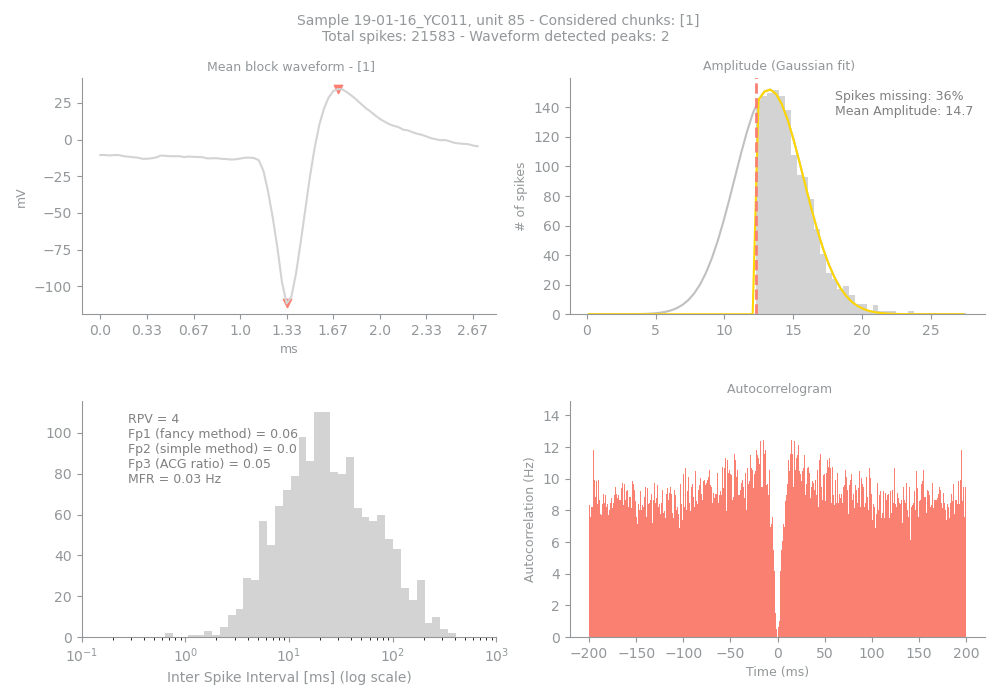 Sample 19-01-16_YC011, unit 85 - Considered chunks: [1]
Total spikes: 21583 - Waveform detected peaks: 2
Mean block waveform - [1]
25
0
−25
−50
−75
−100
mV
0.0 0.33 0.67 1.0 1.33 1.67 2.0 2.33 2.67
ms
Amplitude (Gaussian fit)
Spikes missing: 36%
Mean Amplitude: 14.7
140
120
100
80
60
40
20
0
# of spikes
0 5 10 15 20 25
RPV = 4
Fp1 (fancy method) = 0.06
Fp2 (simple method) = 0.0
Fp3 (ACG ratio) = 0.05
MFR = 0.03 Hz
100
80
60
40
20
0
10⁻¹ 10⁰ 10¹ 10² 10³
Inter Spike Interval [ms] (log scale)
Autocorrelogram
14
12
10
8
6
4
2
0
Autocorrelation (Hz)
−200 −150 −100 −50 0 50 100 150 200
Time (ms)